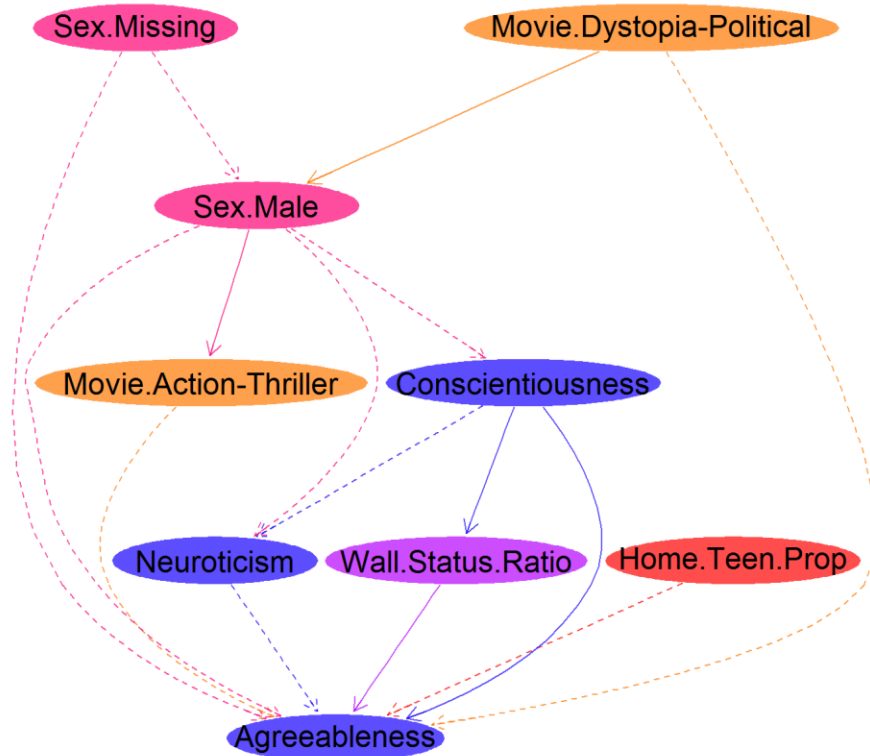 Sex.Missing
Movie.Dystopia-Political
Sex.Male
Movie.Action-Thriller
Conscientiousness
Neuroticism
Wall.Status.Ratio
Home.Teen.Prop
Agreeableness